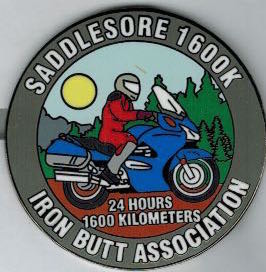 SADDLESORE 1600K
24 HOURS
1600 KILOMETERS
IRON BUTT ASSOCIATION